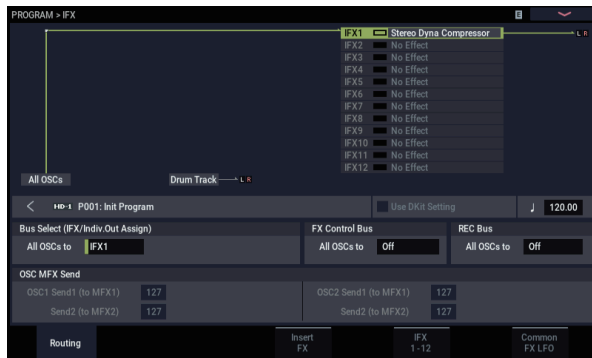 PROGRAM > IFX
E
IFX1 Stereo Dyna Compressor L R
IFX2 No Effect
IFX3 No Effect
IFX4 No Effect
IFX5 No Effect
IFX6 No Effect
IFX7 No Effect
IFX8 No Effect
IFX9 No Effect
IFX10 No Effect
IFX11 No Effect
IFX12 No Effect
All OSCs Drum Track L R
HD-1 P001: Init Program Use DKit Setting ♩ 120.00
Bus Select (IFX/Indiv.Out Assign) FX Control Bus REC Bus
All OSCs to IFX1 All OSCs to Off All OSCs to Off
OSC MFX Send
OSC1 Send1 (to MFX1) 127 OSC2 Send1 (to MFX1) 127
Send2 (to MFX2) 127 Send2 (to MFX2) 127
Routing Insert FX IFX 1-12 Common FX LFO